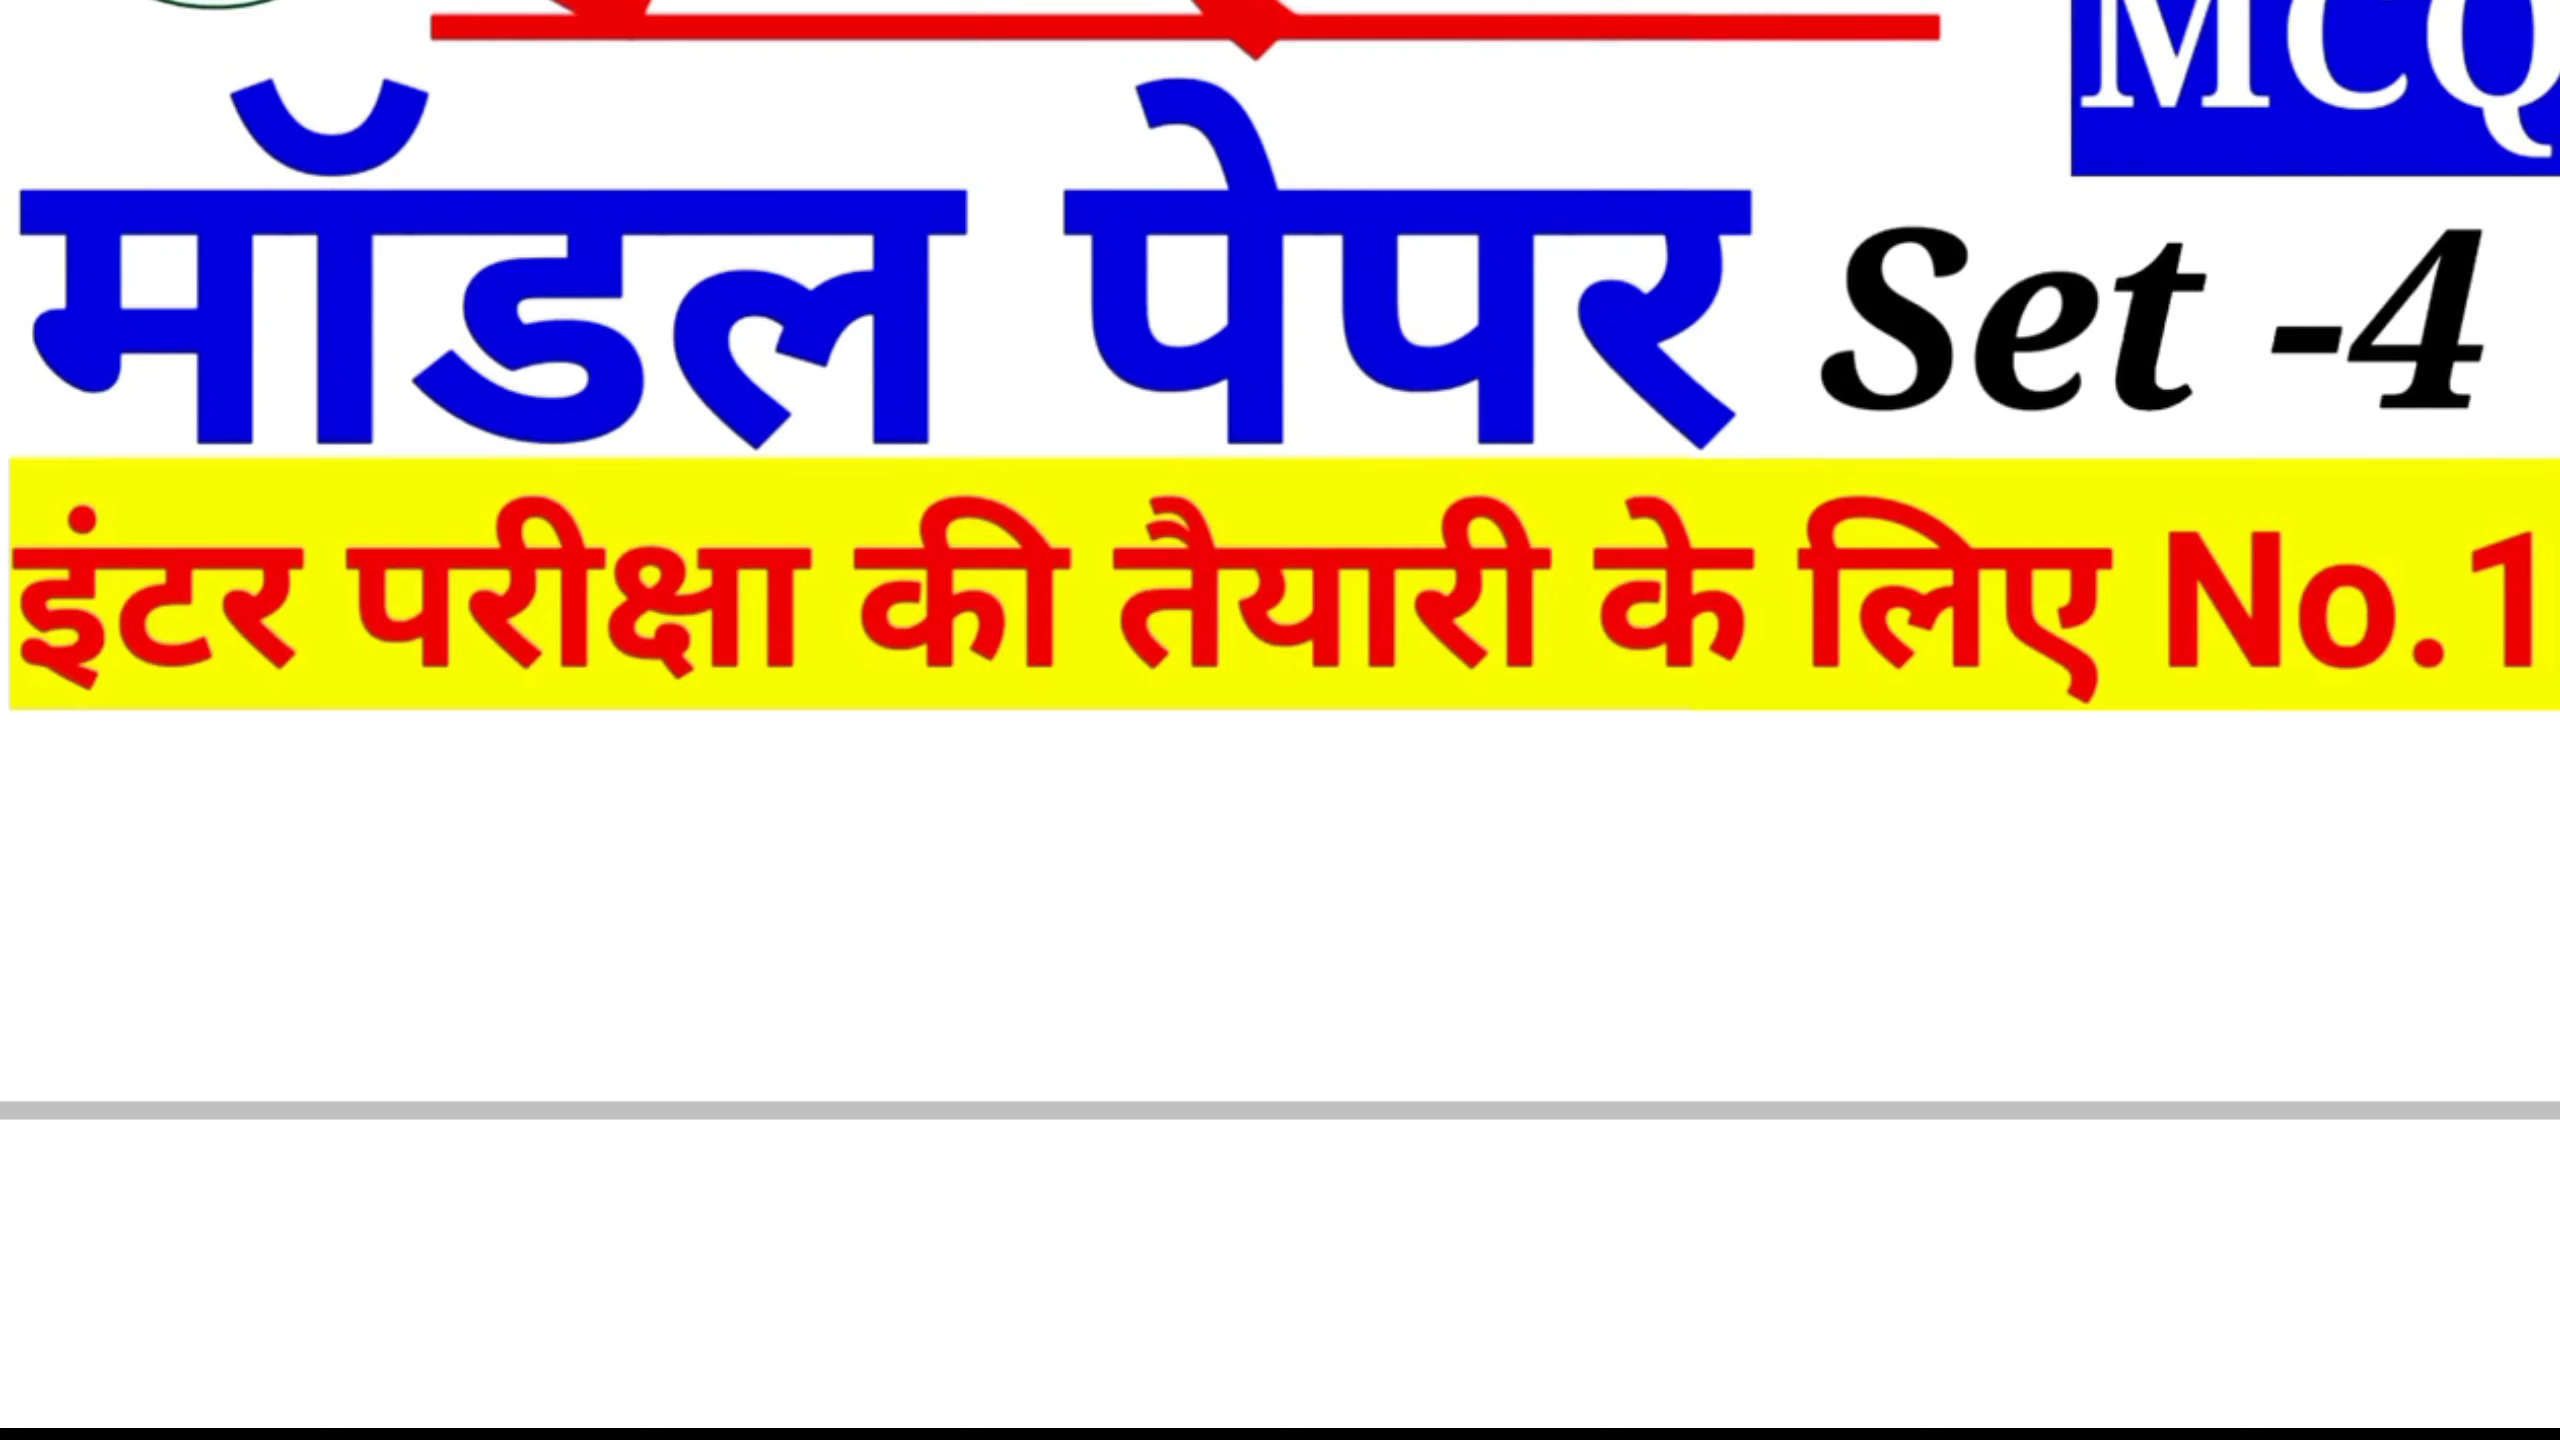 MCQ
मॉडल पेपर Set -4
इंटर परीक्षा की तैयारी के लिए No.1